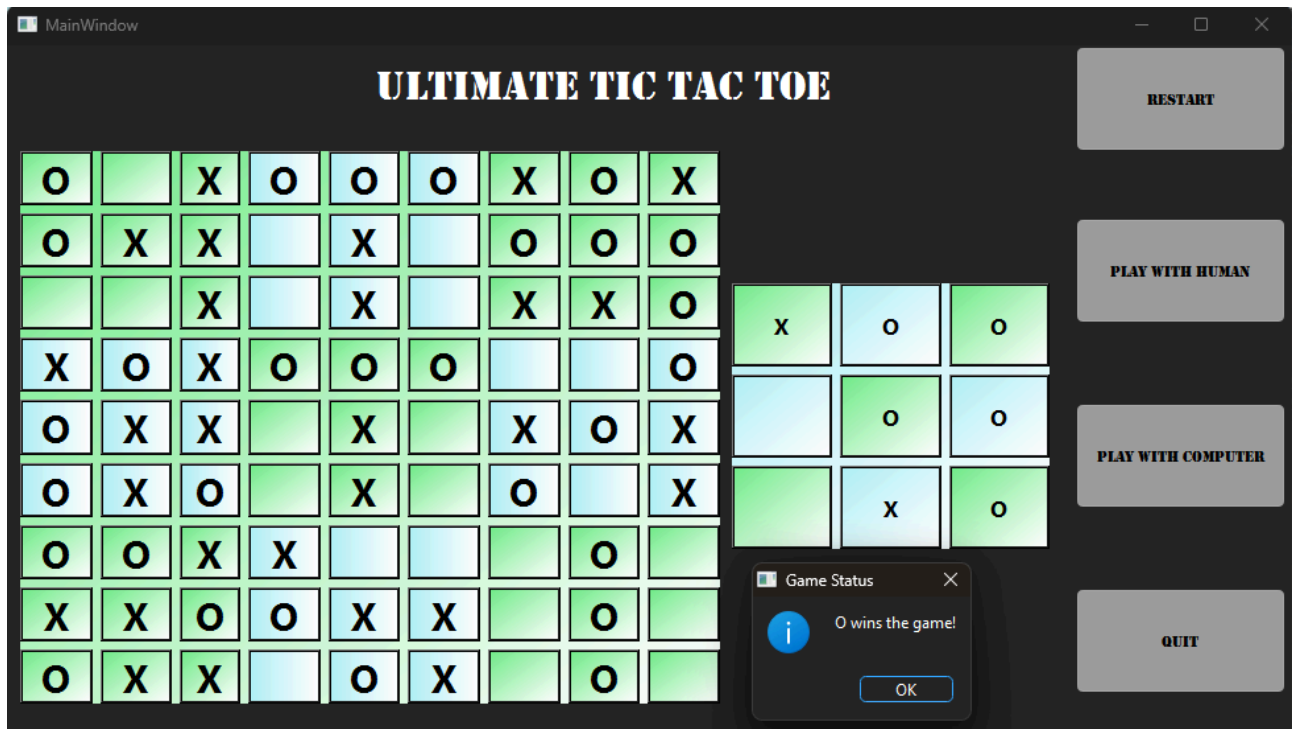 MainWindow
ULTIMATE TIC TAC TOE
RESTART
O X O O O X O X
O X X X O O O
X X X X O
PLAY WITH HUMAN
X O O
X O X O O O O
O X X X X O X
O O
PLAY WITH COMPUTER
O X O X O X
X O
O O X X O
Game Status
X X O O X X O
O wins the game!
QUIT
O X X O X O
OK